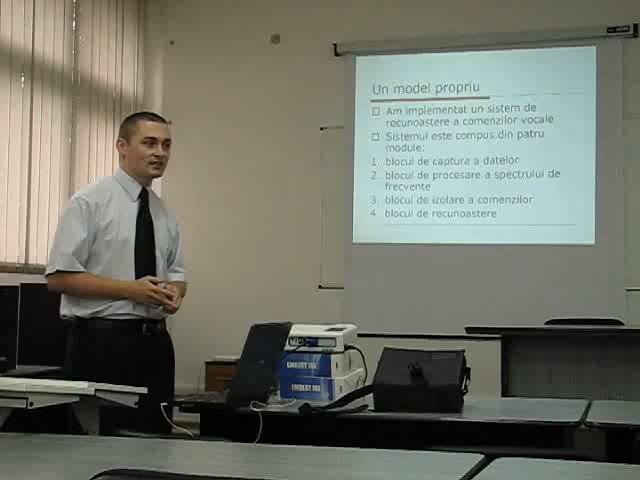 Un model propriu
Am implementat un sistem de
recunoastere a comenzilor vocale
Sistemul este compus din patru
module:
1 blocul de captura a datelor
2 blocul de procesare a spectrului de
frecvente
3 blocul de izolare a comenzilor
4 blocul de recunoastere